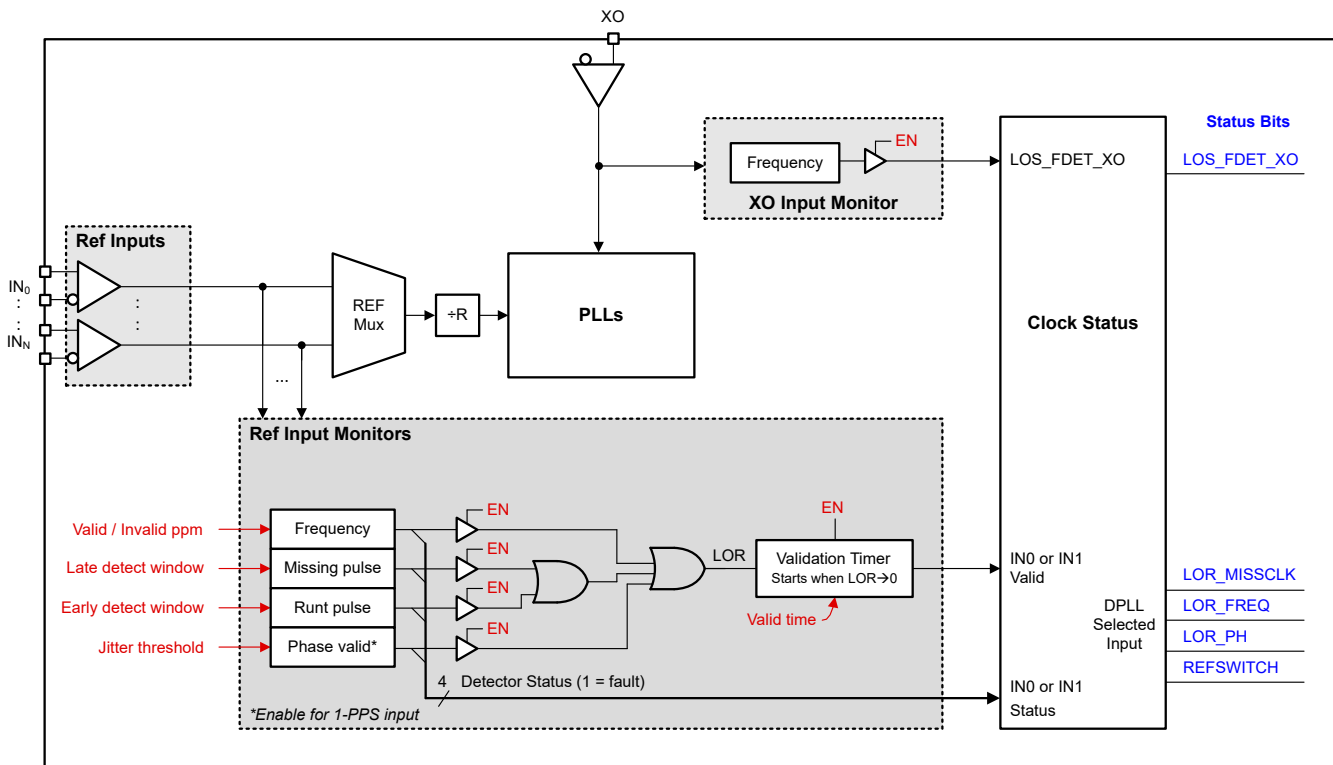 XO
EN
Frequency
XO Input Monitor
Status Bits
LOS_FDET_XO
LOS_FDET_XO
Ref Inputs
IN0
:
:
INN
:
:
REF
Mux
÷R
PLLs
Clock Status
...
Ref Input Monitors
Valid / Invalid ppm
Frequency
EN
Late detect window
Missing pulse
EN
Early detect window
Runt pulse
EN
Jitter threshold
Phase valid*
EN
LOR
EN
Validation Timer
Starts when LOR→0
Valid time
IN0 or IN1
Valid
DPLL
Selected
Input
LOR_MISSCLK
LOR_FREQ
LOR_PH
REFSWITCH
4
Detector Status (1 = fault)
IN0 or IN1
Status
*Enable for 1-PPS input